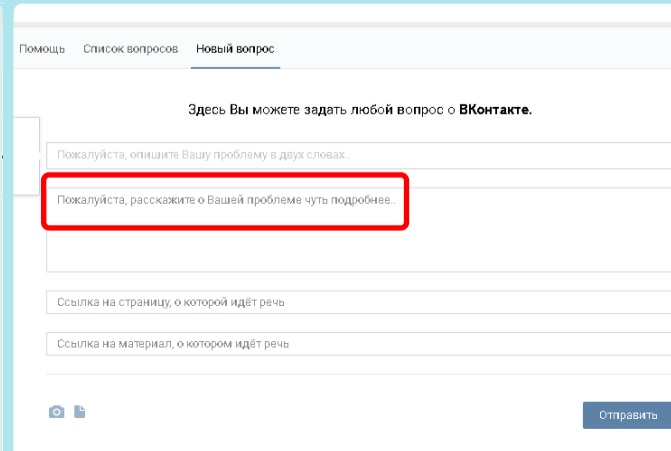 Помощь Список вопросов Новый вопрос
Здесь Вы можете задать любой вопрос о ВКонтакте.
Пожалуйста, опишите Вашу проблему в двух словах..
Пожалуйста, расскажите о Вашей проблеме чуть подробнее..
Ссылка на страницу, о которой идёт речь
Ссылка на материал, о котором идёт речь
Отправить